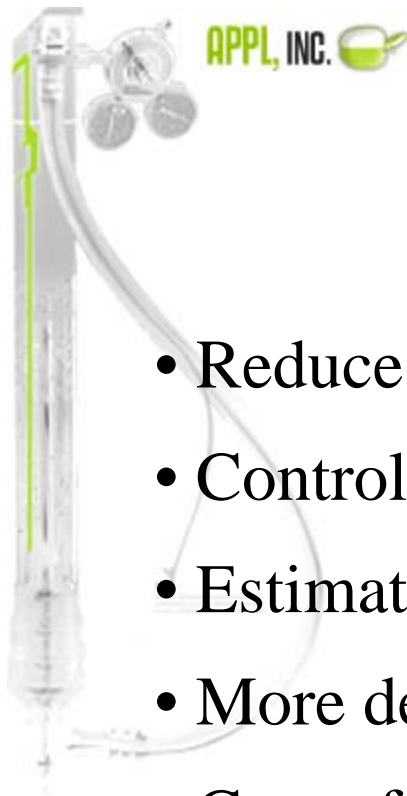 APPL, INC.
• Reduce
• Control
• Estimat
• More de